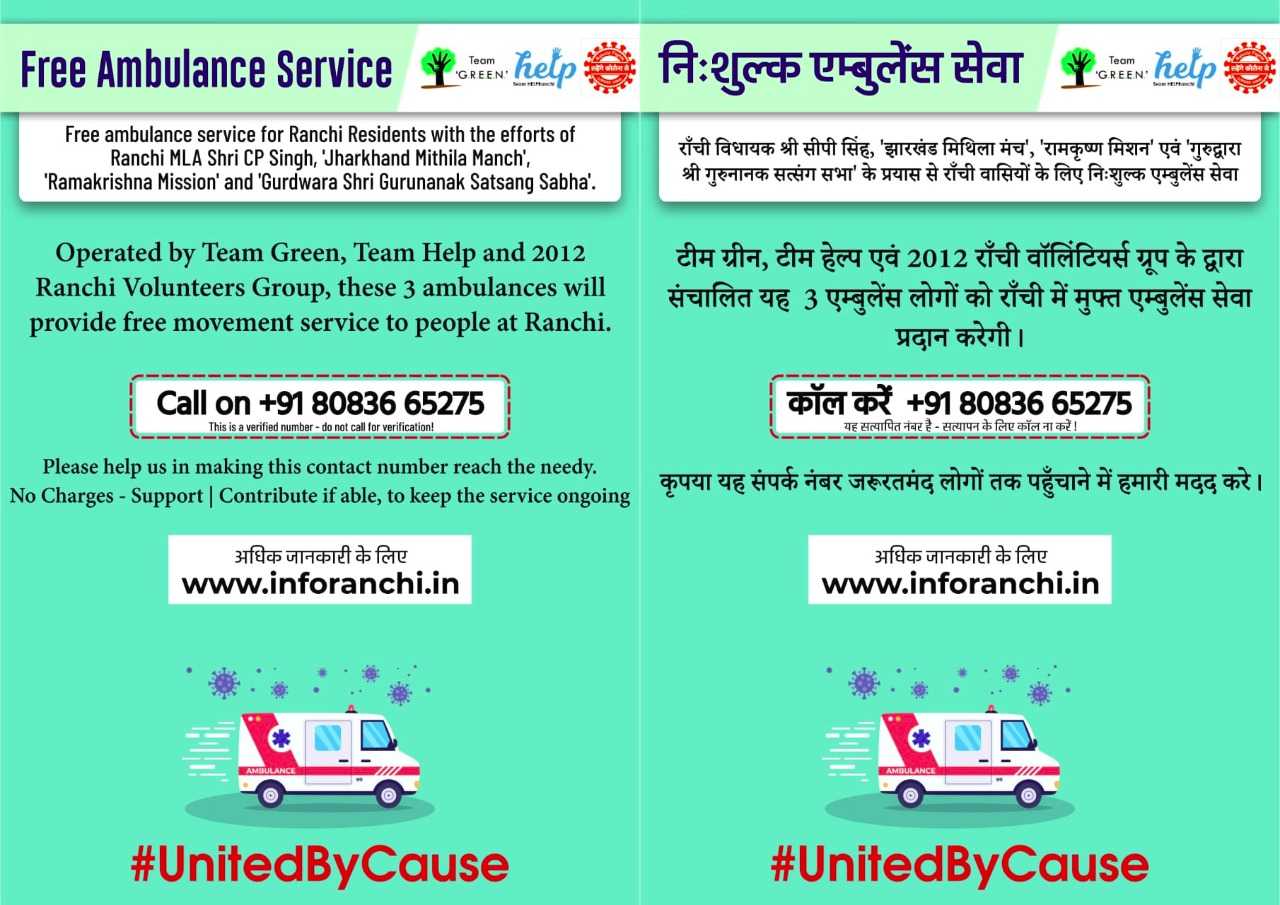 Free Ambulance Service
Team
'GREEN'
help
Team HELPRanchi
Free ambulance service for Ranchi Residents with the efforts of
Ranchi MLA Shri CP Singh, 'Jharkhand Mithila Manch',
'Ramakrishna Mission' and 'Gurdwara Shri Gurunanak Satsang Sabha'.
Operated by Team Green, Team Help and 2012
Ranchi Volunteers Group, these 3 ambulances will
provide free movement service to people at Ranchi.
Call on +91 80836 65275
This is a verified number - do not call for verification!
Please help us in making this contact number reach the needy.
No Charges - Support | Contribute if able, to keep the service ongoing
अधिक जानकारी के लिए
www.inforanchi.in
AMBULANCE
#UnitedByCause
निःशुल्क एम्बुलेंस सेवा
Team
'GREEN'
help
Team HELPRanchi
राँची विधायक श्री सीपी सिंह, 'झारखंड मिथिला मंच', 'रामकृष्ण मिशन' एवं 'गुरुद्वारा
श्री गुरुनानक सत्संग सभा' के प्रयास से राँची वासियों के लिए निःशुल्क एम्बुलेंस सेवा
टीम ग्रीन, टीम हेल्प एवं 2012 राँची वॉलिंटियर्स ग्रूप के द्वारा
संचालित यह 3 एम्बुलेंस लोगों को राँची में मुफ्त एम्बुलेंस सेवा
प्रदान करेगी।
कॉल करें +91 80836 65275
यह सत्यापित नंबर है - सत्यापन के लिए कॉल ना करें !
कृपया यह संपर्क नंबर जरूरतमंद लोगों तक पहुँचाने में हमारी मदद करे।
अधिक जानकारी के लिए
www.inforanchi.in
AMBULANCE
#UnitedByCause